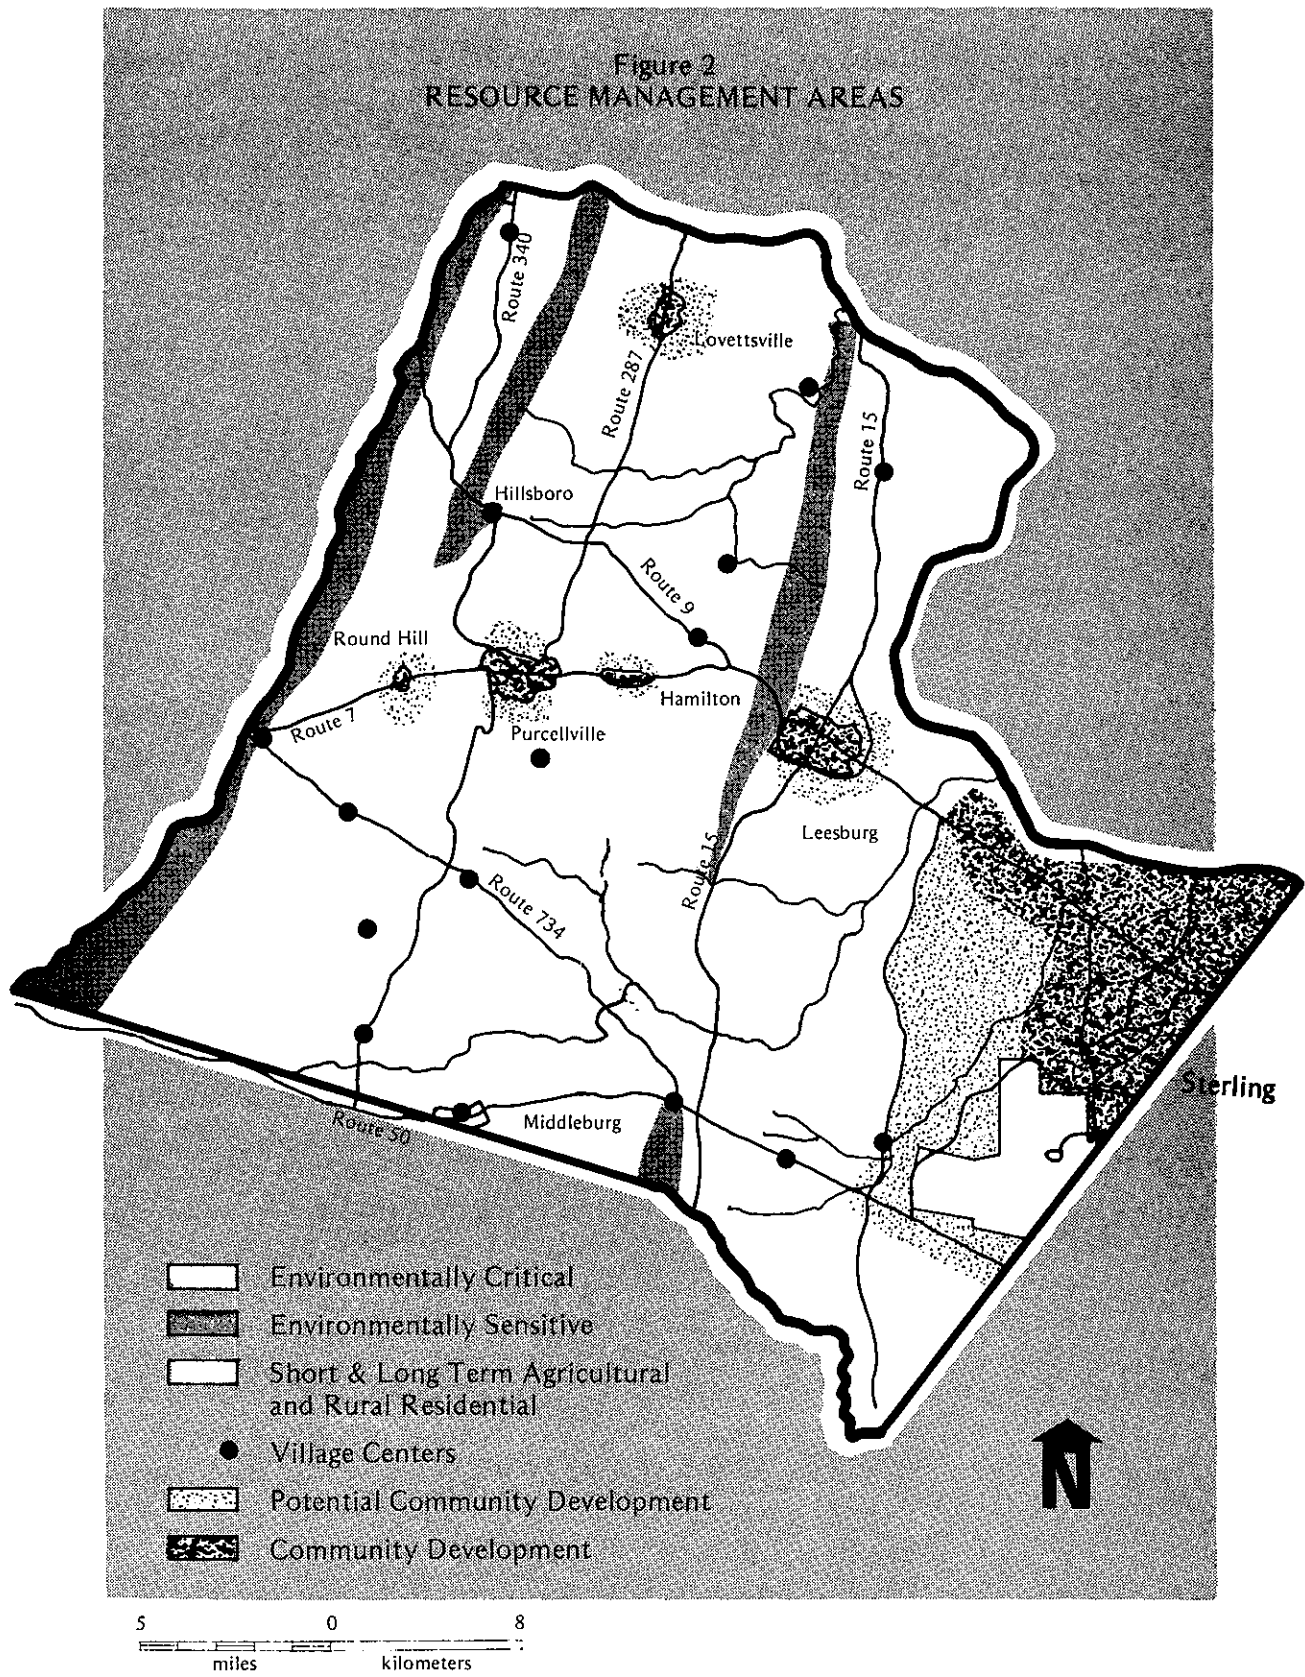 Figure 2
RESOURCE MANAGEMENT AREAS
Route 340
Lovettsville
Route 287
Route 15
Hillsboro
Route 9
Round Hill
Hamilton
Route 7
Purcellville
Leesburg
Route 15
Route 734
Sterling
Middleburg
Route 50
Environmentally Critical
Environmentally Sensitive
Short & Long Term Agricultural
and Rural Residential
Village Centers
Potential Community Development
Community Development
N
5 0 8
miles kilometers